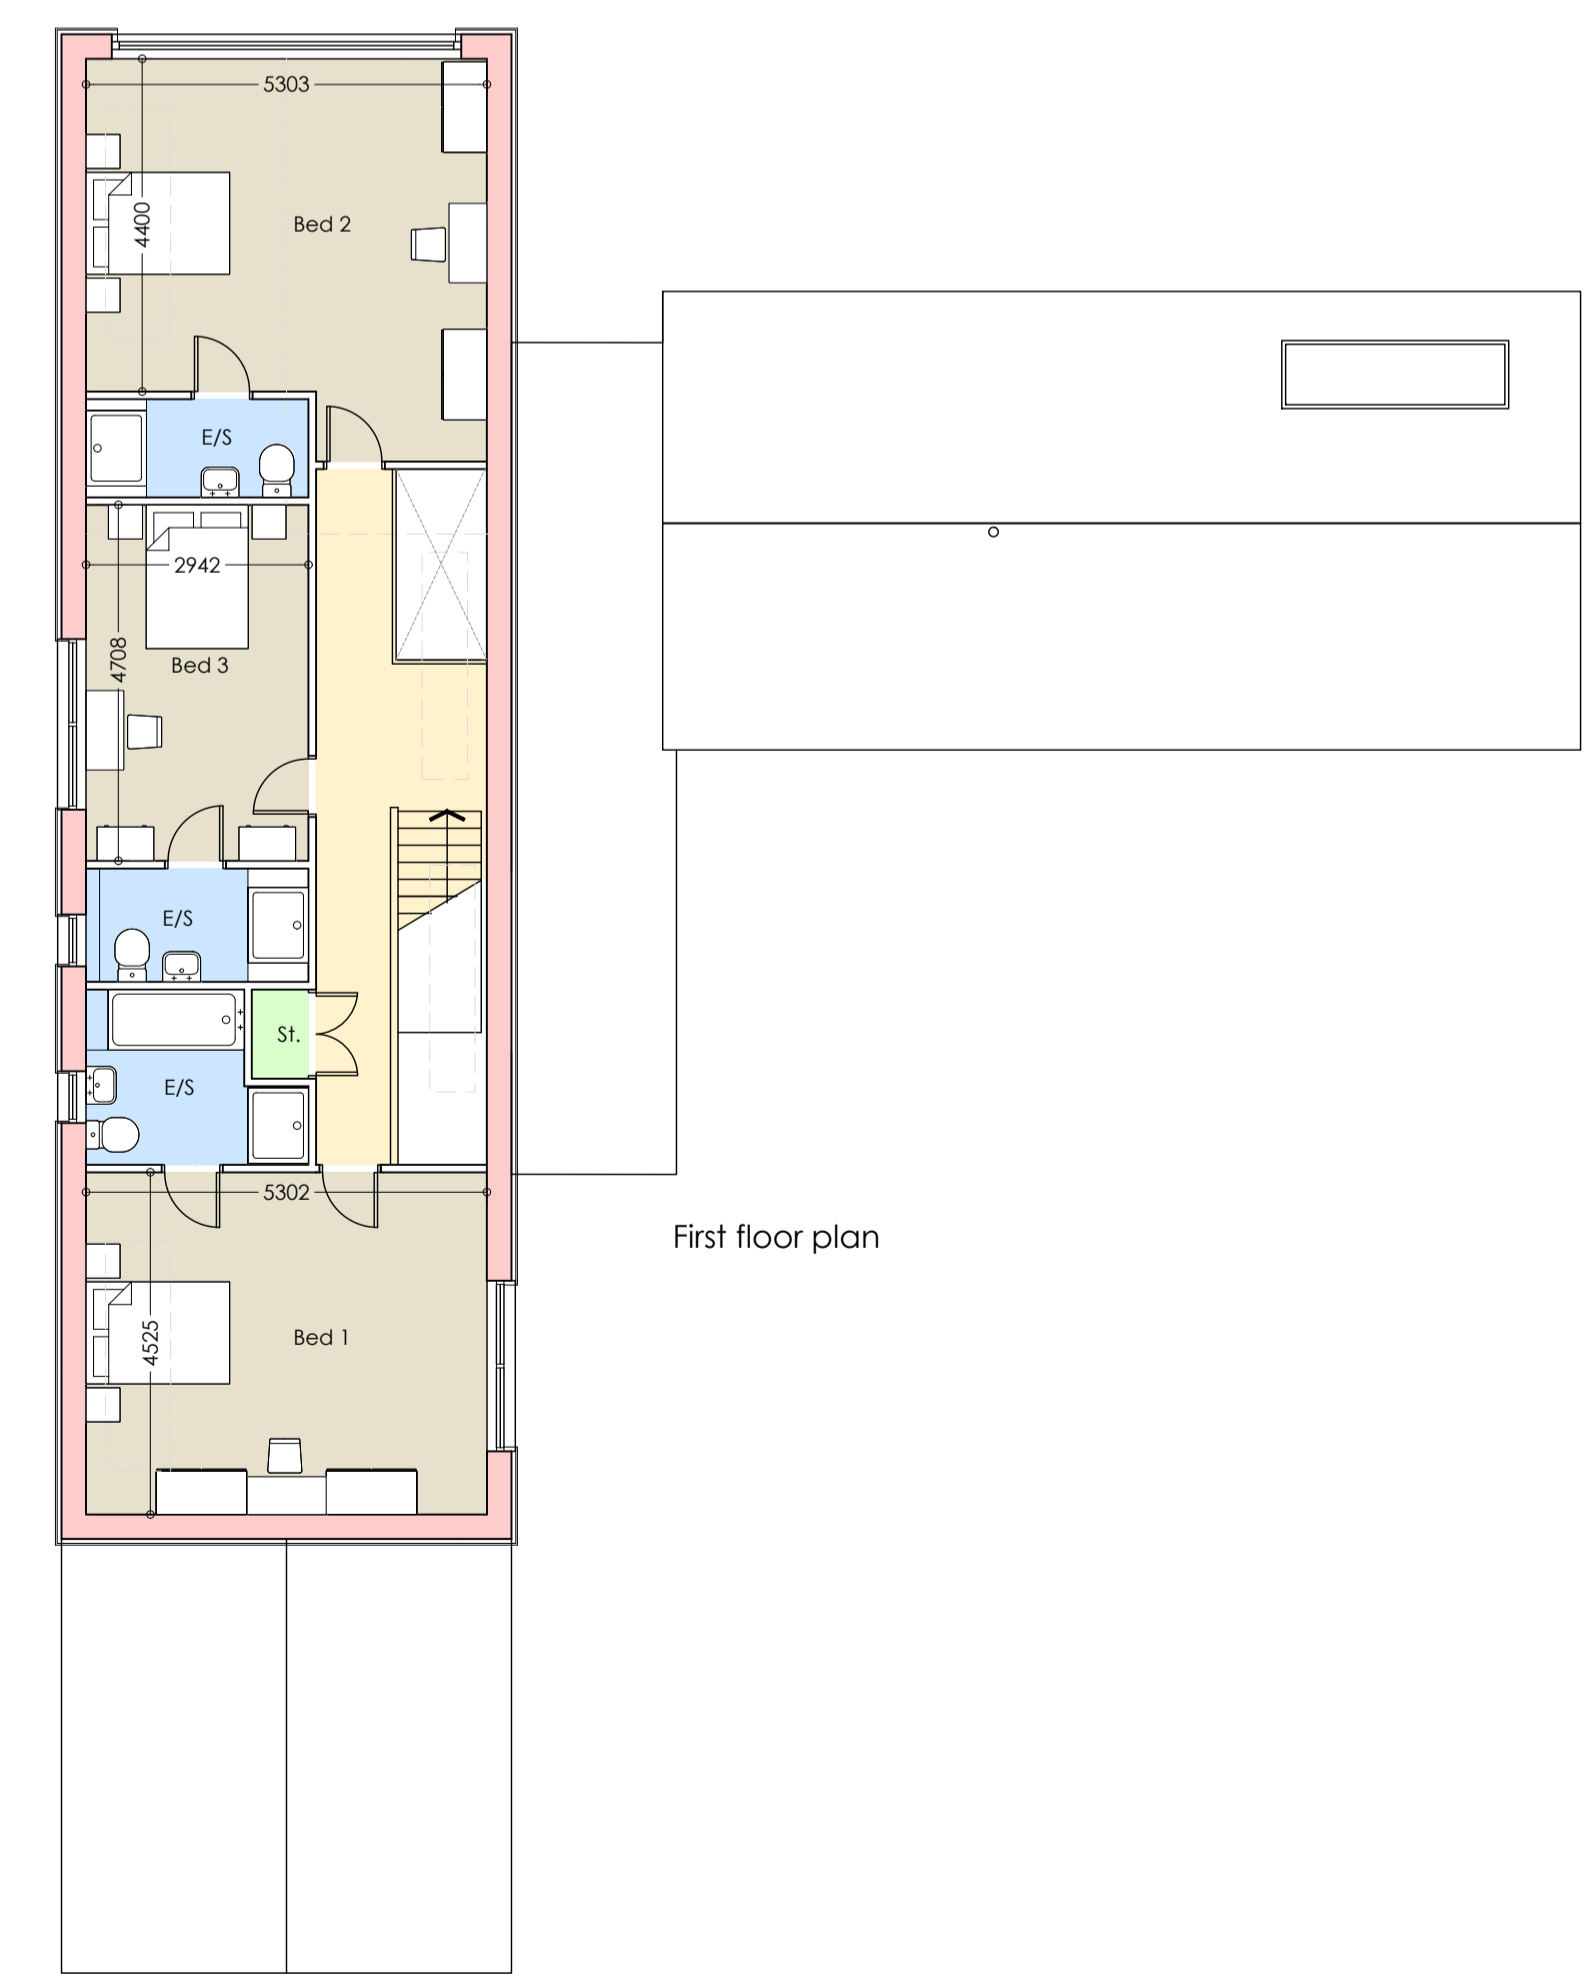 5303
4400
Bed 2
E/S
2942
4708
Bed 3
E/S
St.
E/S
5302
First floor plan
4525
Bed 1